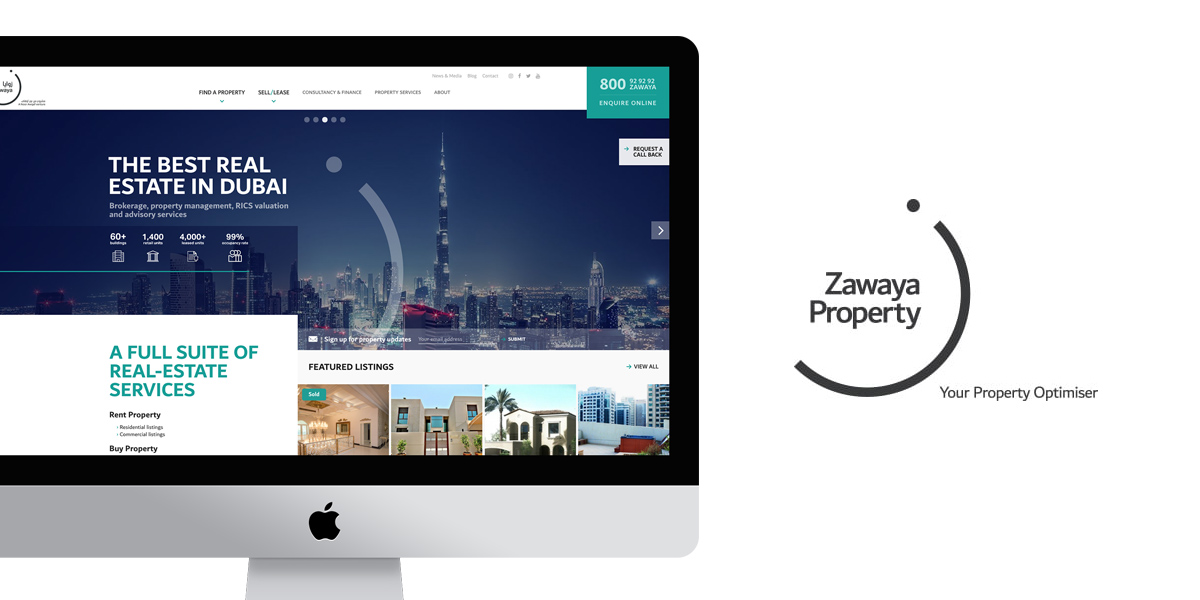 زوايا
News & Media Blog Contact
FIND A PROPERTY SELL/LEASE CONSULTANCY & FINANCE PROPERTY SERVICES ABOUT
800 92 92 92
ZAWAYA
ENQUIRE ONLINE
REQUEST A
CALL BACK
THE BEST REAL
ESTATE IN DUBAI
Brokerage, property management, RICS valuation
and advisory services
60+ 1,400 4,000+ 99%
buildings retail units leased units occupancy rate
Sign up for property updates Your email address SUBMIT
A FULL SUITE OF
REAL-ESTATE
SERVICES
Rent Property
Residential listings
Commercial listings
Buy Property
FEATURED LISTINGS
VIEW ALL
Sold
Zawaya
Property
Your Property Optimiser